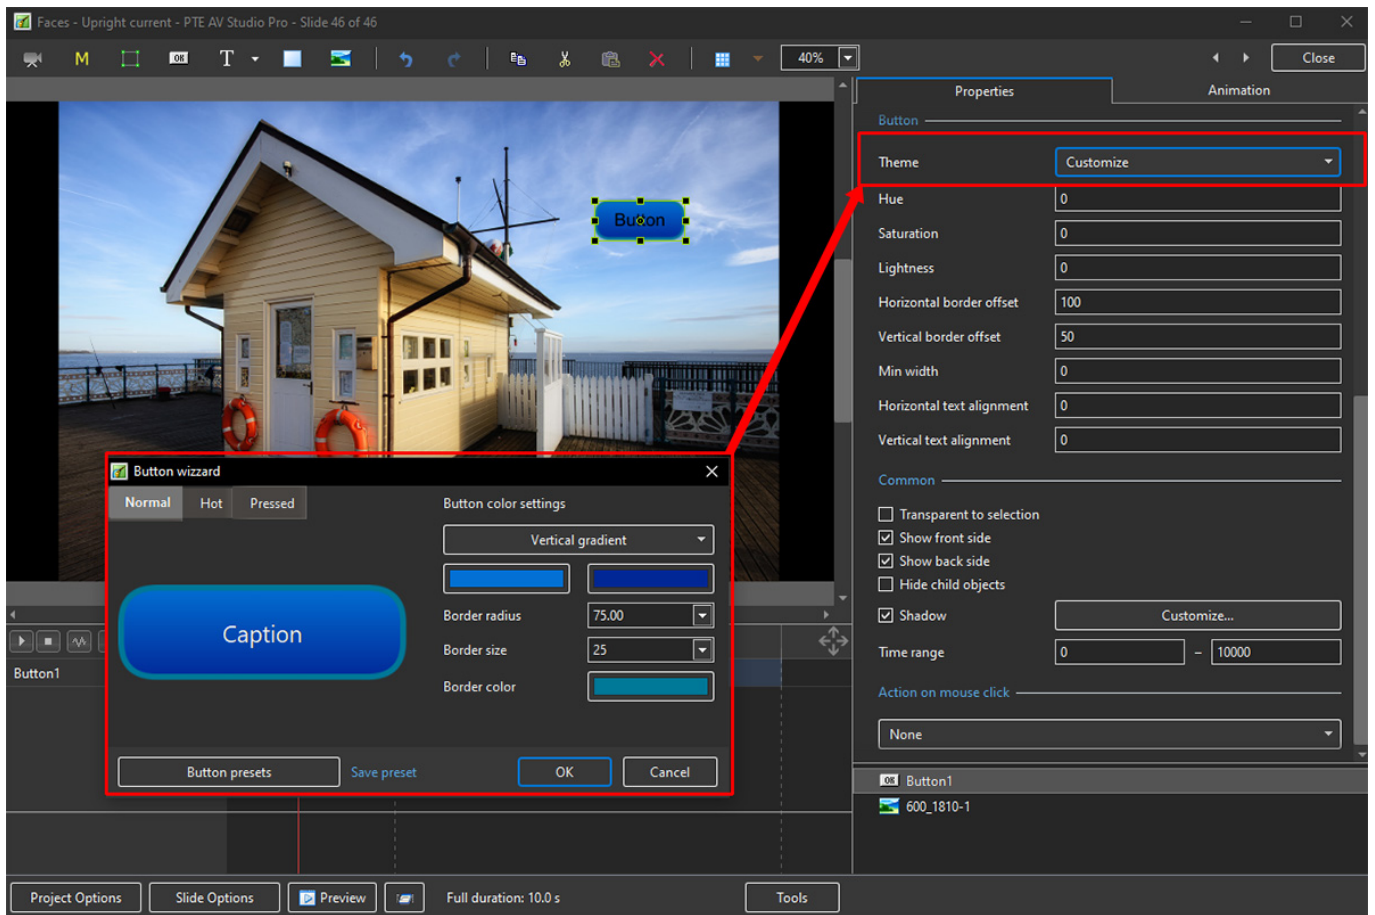 Faces - Upright current - PTE AV Studio Pro - Slide 46 of 46
M
OK
T
40%
Close
Properties
Animation
Button
Theme
Customize
Hue
0
Saturation
0
Lightness
0
Horizontal border offset
100
Vertical border offset
50
Min width
0
Horizontal text alignment
0
Vertical text alignment
0
Common
Transparent to selection
Show front side
Show back side
Hide child objects
Shadow
Customize...
Time range
0
–
10000
Action on mouse click
None
OK
Button1
600_1810-1
Button
Button wizzard
Normal
Hot
Pressed
Button color settings
Vertical gradient
Caption
Border radius
75.00
Border size
25
Border color
Button presets
Save preset
OK
Cancel
Button1
Project Options
Slide Options
Preview
Full duration: 10.0 s
Tools